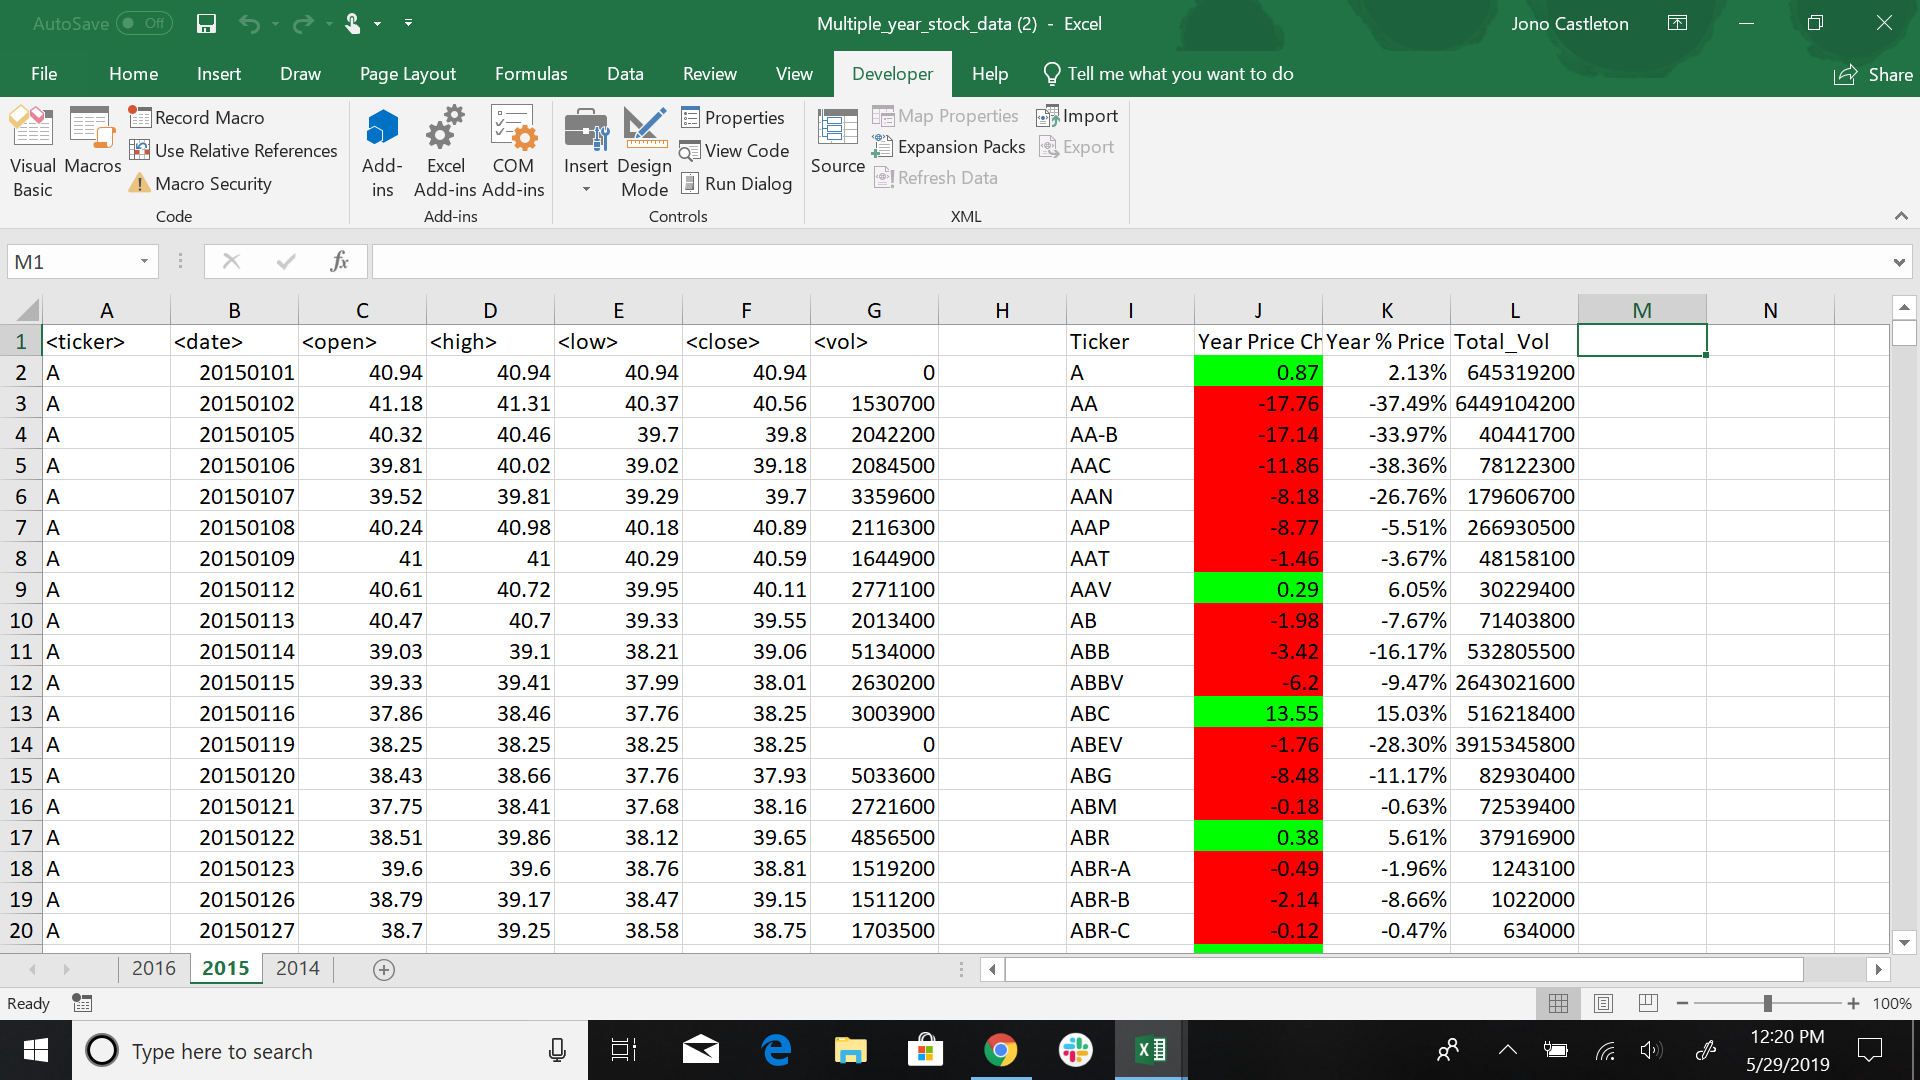 AutoSave Off Multiple_year_stock_data (2) - Excel Jono Castleton
File Home Insert Draw Page Layout Formulas Data Review View Developer Help Tell me what you want to do Share
Visual Basic
Macros
Record Macro
Use Relative References
Macro Security
Code
Add-ins
Excel Add-ins
COM Add-ins
Add-ins
Insert
Design Mode
Properties
View Code
Run Dialog
Controls
Source
Map Properties
Expansion Packs
Refresh Data
Import
Export
XML
M1 fx
A B C D E F G H I J K L M N
1 <ticker> <date> <open> <high> <low> <close> <vol> Ticker Year Price Ch Year % Price Total_Vol
2 A 20150101 40.94 40.94 40.94 40.94 0 A 0.87 2.13% 645319200
3 A 20150102 41.18 41.31 40.37 40.56 1530700 AA -17.76 -37.49% 6449104200
4 A 20150105 40.32 40.46 39.7 39.8 2042200 AA-B -17.14 -33.97% 40441700
5 A 20150106 39.81 40.02 39.02 39.18 2084500 AAC -11.86 -38.36% 78122300
6 A 20150107 39.52 39.81 39.29 39.7 3359600 AAN -8.18 -26.76% 179606700
7 A 20150108 40.24 40.98 40.18 40.89 2116300 AAP -8.77 -5.51% 266930500
8 A 20150109 41 41 40.29 40.59 1644900 AAT -1.46 -3.67% 48158100
9 A 20150112 40.61 40.72 39.95 40.11 2771100 AAV 0.29 6.05% 30229400
10 A 20150113 40.47 40.7 39.33 39.55 2013400 AB -1.98 -7.67% 71403800
11 A 20150114 39.03 39.1 38.21 39.06 5134000 ABB -3.42 -16.17% 532805500
12 A 20150115 39.33 39.41 37.99 38.01 2630200 ABBV -6.2 -9.47% 2643021600
13 A 20150116 37.86 38.46 37.76 38.25 3003900 ABC 13.55 15.03% 516218400
14 A 20150119 38.25 38.25 38.25 38.25 0 ABEV -1.76 -28.30% 3915345800
15 A 20150120 38.43 38.66 37.76 37.93 5033600 ABG -8.48 -11.17% 82930400
16 A 20150121 37.75 38.41 37.68 38.16 2721600 ABM -0.18 -0.63% 72539400
17 A 20150122 38.51 39.86 38.12 39.65 4856500 ABR 0.38 5.61% 37916900
18 A 20150123 39.6 39.6 38.76 38.81 1519200 ABR-A -0.49 -1.96% 1243100
19 A 20150126 38.79 39.17 38.47 39.15 1511200 ABR-B -2.14 -8.66% 1022000
20 A 20150127 38.7 39.25 38.58 38.75 1703500 ABR-C -0.12 -0.47% 634000
2016 2015 2014
Ready 100%
Type here to search
12:20 PM
5/29/2019